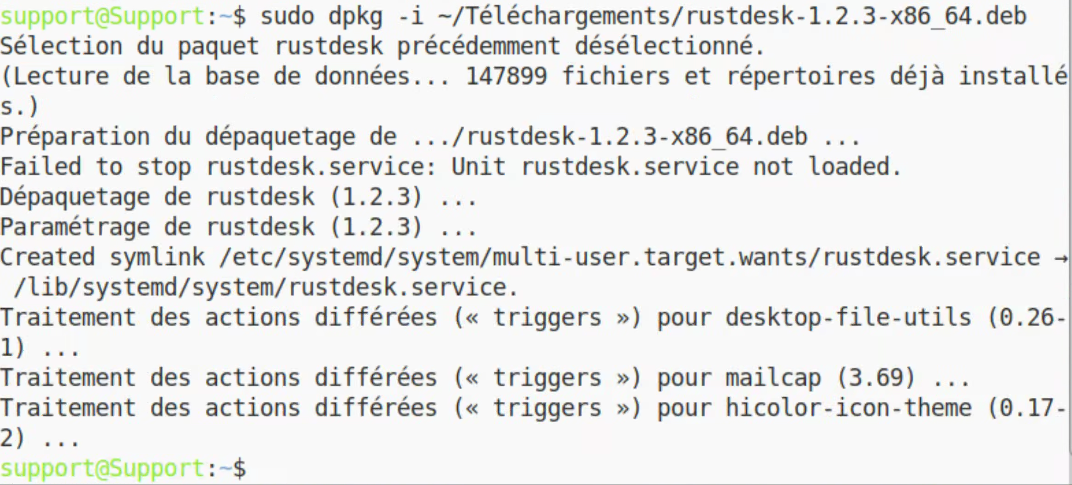 support@Support:~$ sudo dpkg -i ~/Téléchargements/rustdesk-1.2.3-x86_64.deb
Sélection du paquet rustdesk précédemment désélectionné.
(Lecture de la base de données... 147899 fichiers et répertoires déjà installé
s.)
Préparation du dépaquetage de .../rustdesk-1.2.3-x86_64.deb ...
Failed to stop rustdesk.service: Unit rustdesk.service not loaded.
Dépaquetage de rustdesk (1.2.3) ...
Paramétrage de rustdesk (1.2.3) ...
Created symlink /etc/systemd/system/multi-user.target.wants/rustdesk.service →
 /lib/systemd/system/rustdesk.service.
Traitement des actions différées (« triggers ») pour desktop-file-utils (0.26-
1) ...
Traitement des actions différées (« triggers ») pour mailcap (3.69) ...
Traitement des actions différées (« triggers ») pour hicolor-icon-theme (0.17-
2) ...
support@Support:~$